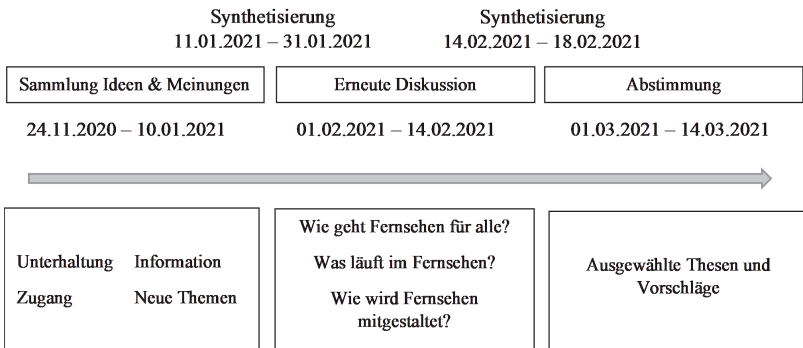 Synthetisierung Synthetisierung
11.01.2021 – 31.01.2021 14.02.2021 – 18.02.2021
Sammlung Ideen & Meinungen Erneute Diskussion Abstimmung
24.11.2020 – 10.01.2021 01.02.2021 – 14.02.2021 01.03.2021 – 14.03.2021
Unterhaltung Information
Zugang Neue Themen
Wie geht Fernsehen für alle?
Was läuft im Fernsehen?
Wie wird Fernsehen
mitgestaltet?
Ausgewählte Thesen und
Vorschläge